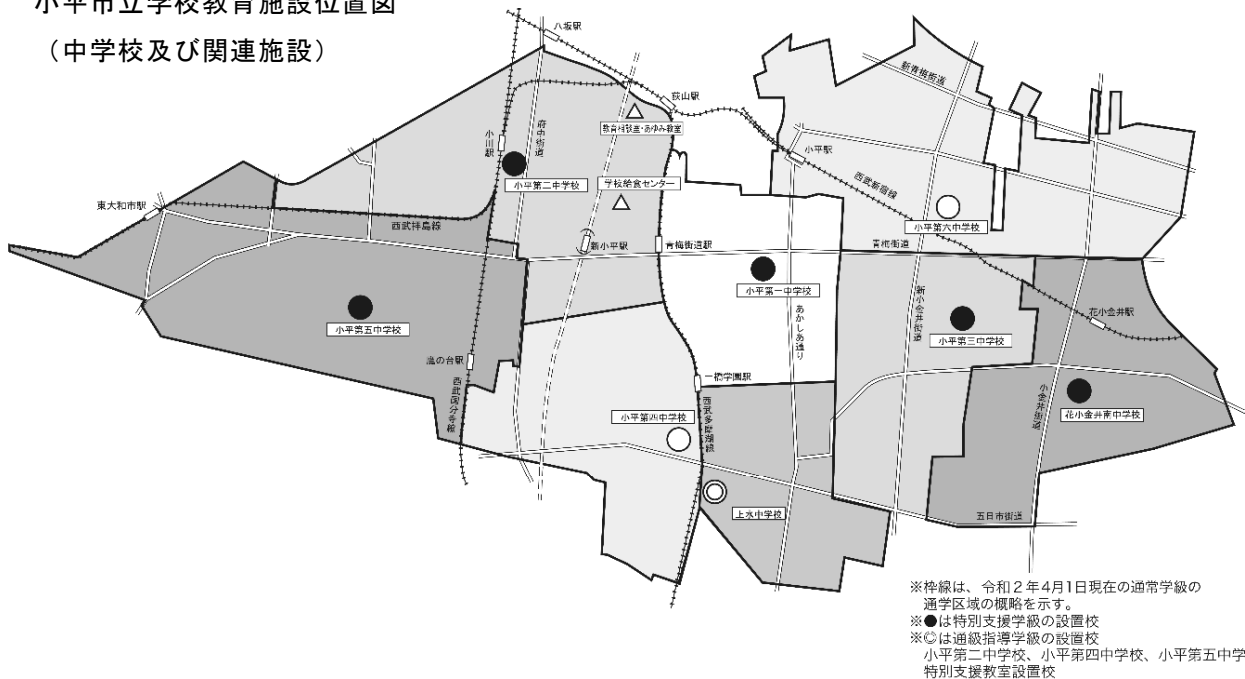 小平市立学校教育施設位置図
（中学校及び関連施設）
八坂駅
萩山駅
新青梅街道
教育相談室・あゆみ教室
府中街道
小川駅
小平駅
小平第二中学校
学校給食センター
西武新宿線
東大和市駅
西武拝島線
小平第六中学校
新小平駅
青梅街道駅
青梅街道
小平第一中学校
あかしあ通り
新小金井街道
花小金井駅
小平第五中学校
小平第三中学校
鷹の台駅
一橋学園駅
西武国分寺線
西武多摩湖線
小金井街道
小平第四中学校
花小金井南中学校
上水中学校
五日市街道
※枠線は、令和２年4月1日現在の通常学級の
通学区域の概略を示す。
※●は特別支援学級の設置校
※◎は通級指導学級の設置校
小平第二中学校、小平第四中学校、小平第五中学
特別支援教室設置校